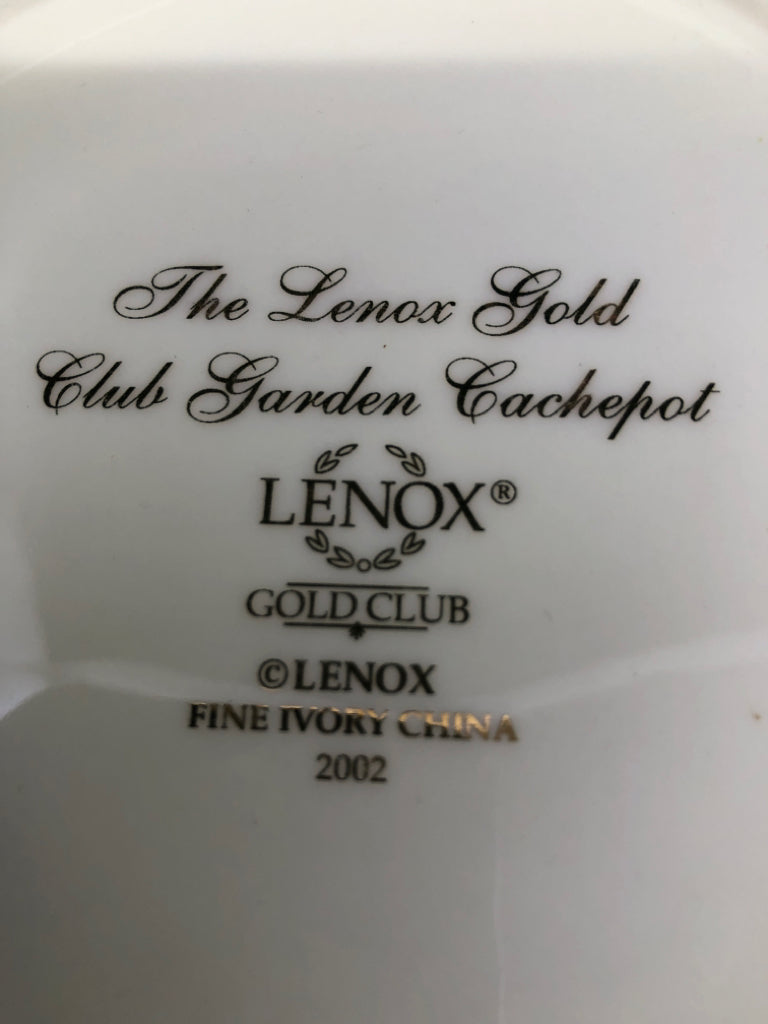 The Lenox Gold
Club Garden Cachepot
LENOX®
GOLD CLUB
©LENOX
FINE IVORY CHINA
2002